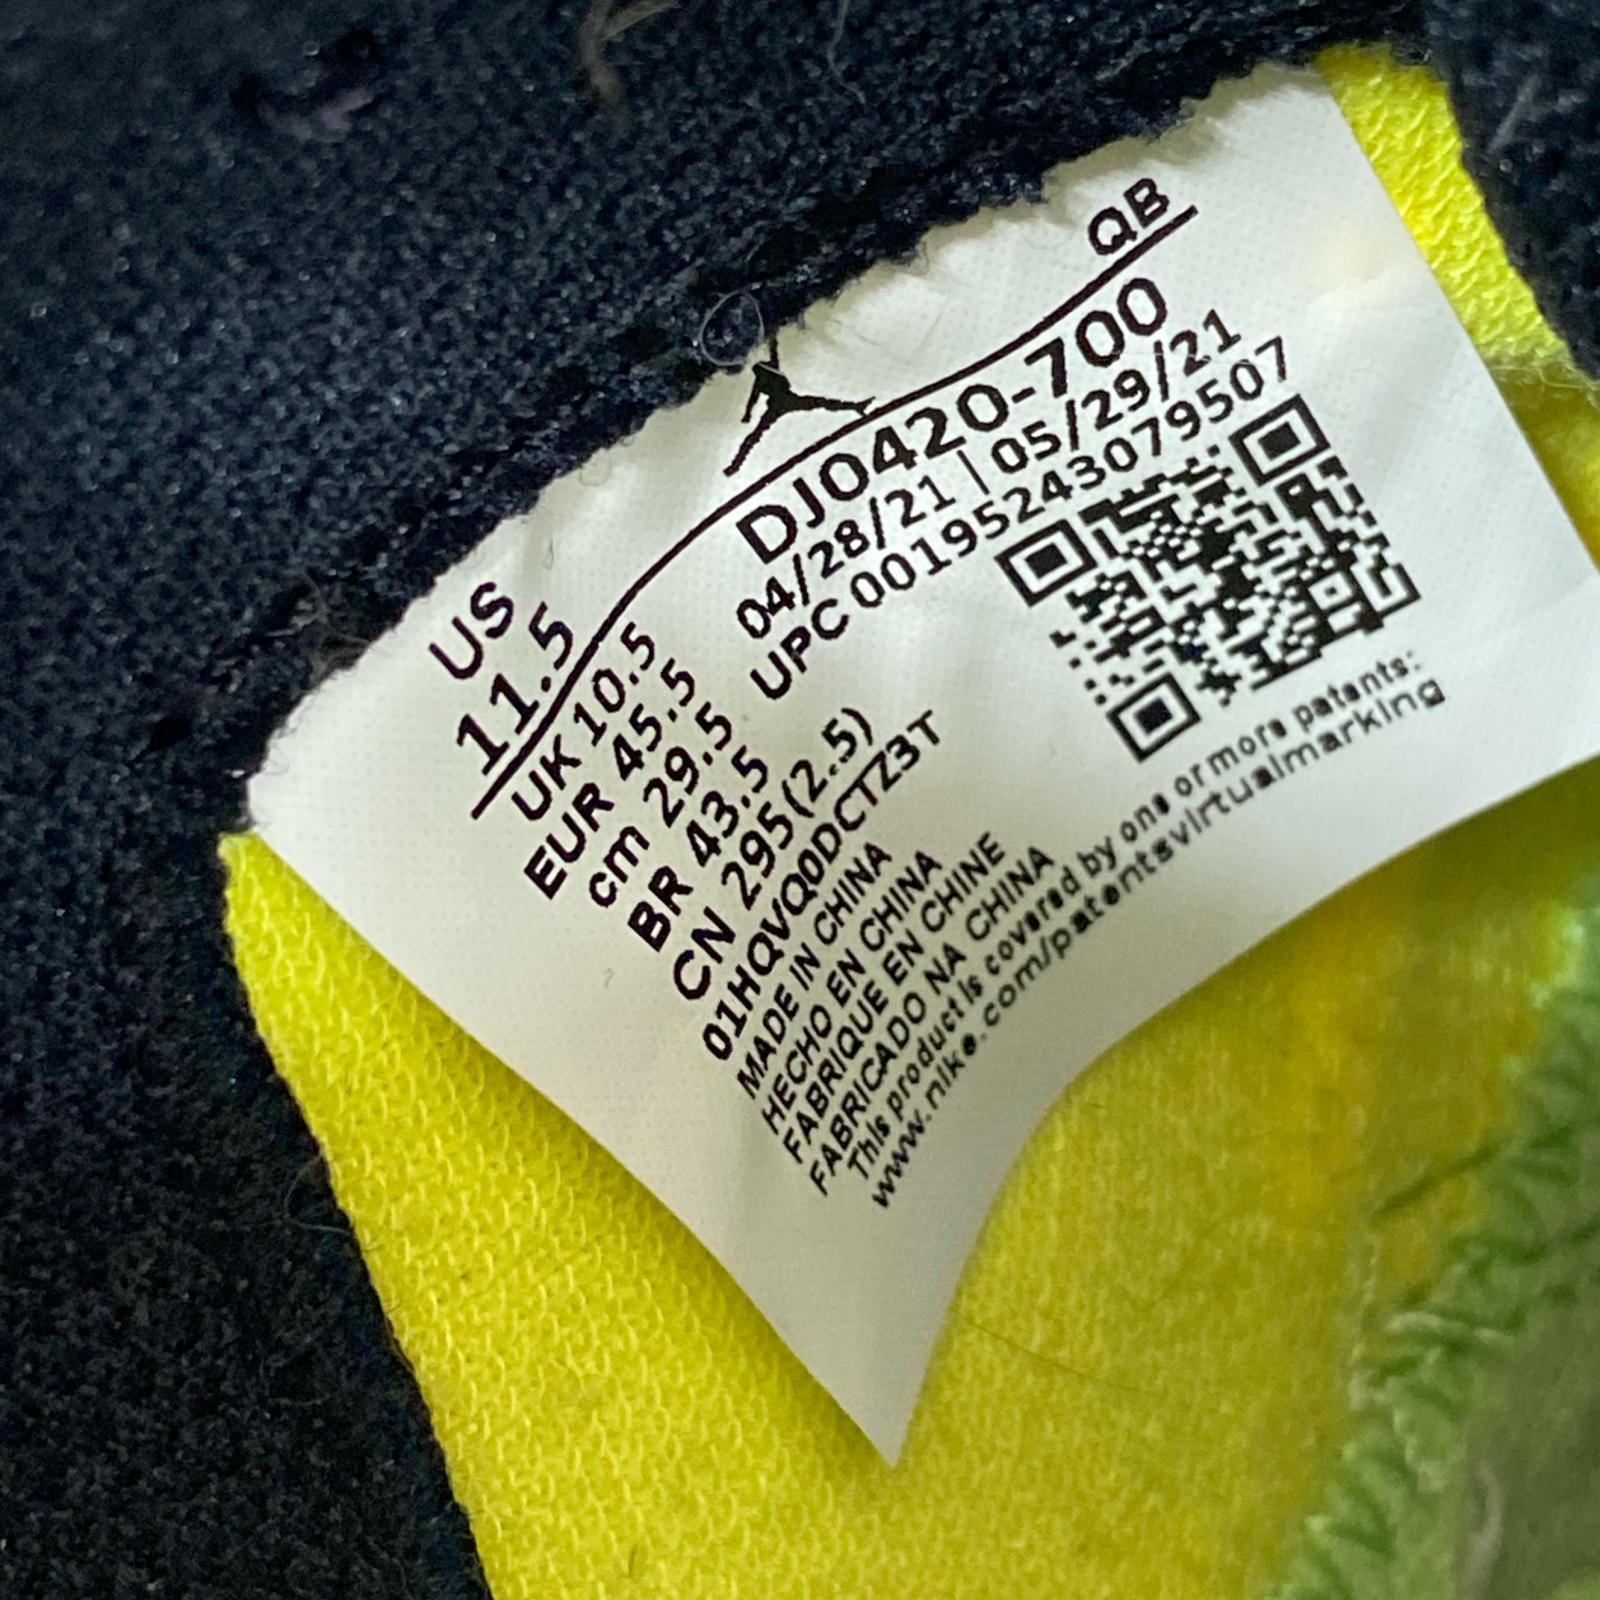 QB
US
11.5
UK 10.5
EUR 45.5
cm 29.5
BR 43.5
CN 295(2.5)
DJ0420-700
04/28/21 | 05/29/21
UPC 00195243079507
01HQVQ0DCTZ3T
MADE IN CHINA
HECHO EN CHINA
FABRIQUE EN CHINE
FABRICADO NA CHINA
This product is covered by one or more patents:
www.nike.com/patentsvirtualmarking